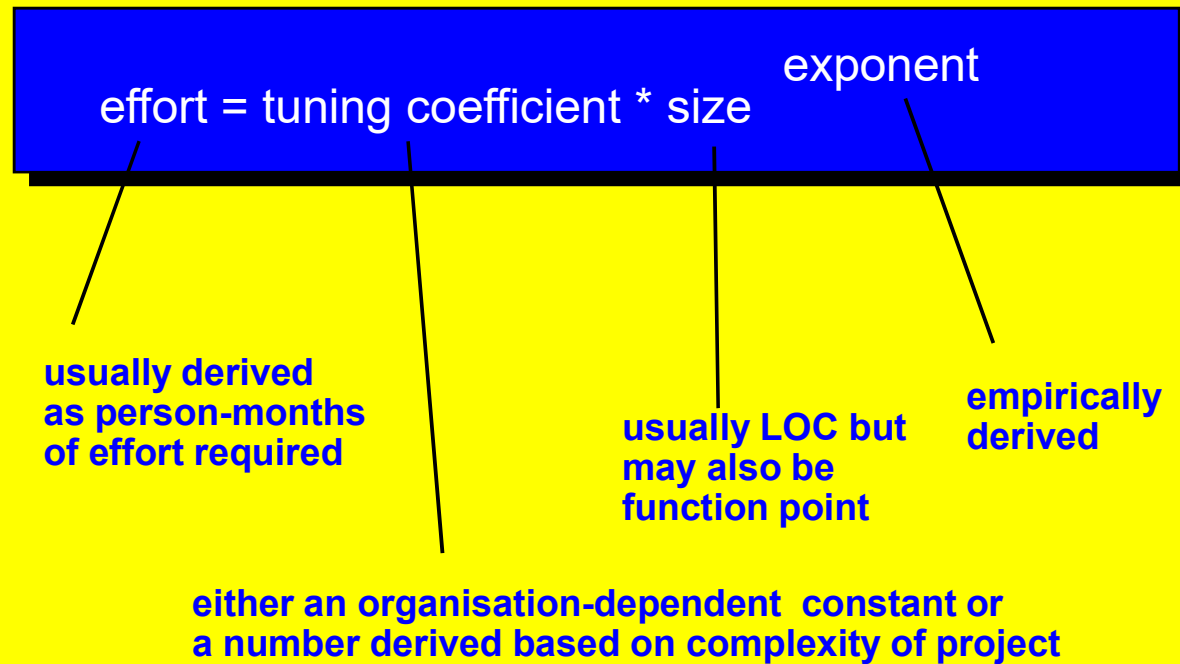 exponent
effort = tuning coefficient * size
usually derived
as person-months
of effort required
usually LOC but
may also be
function point
empirically
derived
either an organisation-dependent constant or
a number derived based on complexity of project